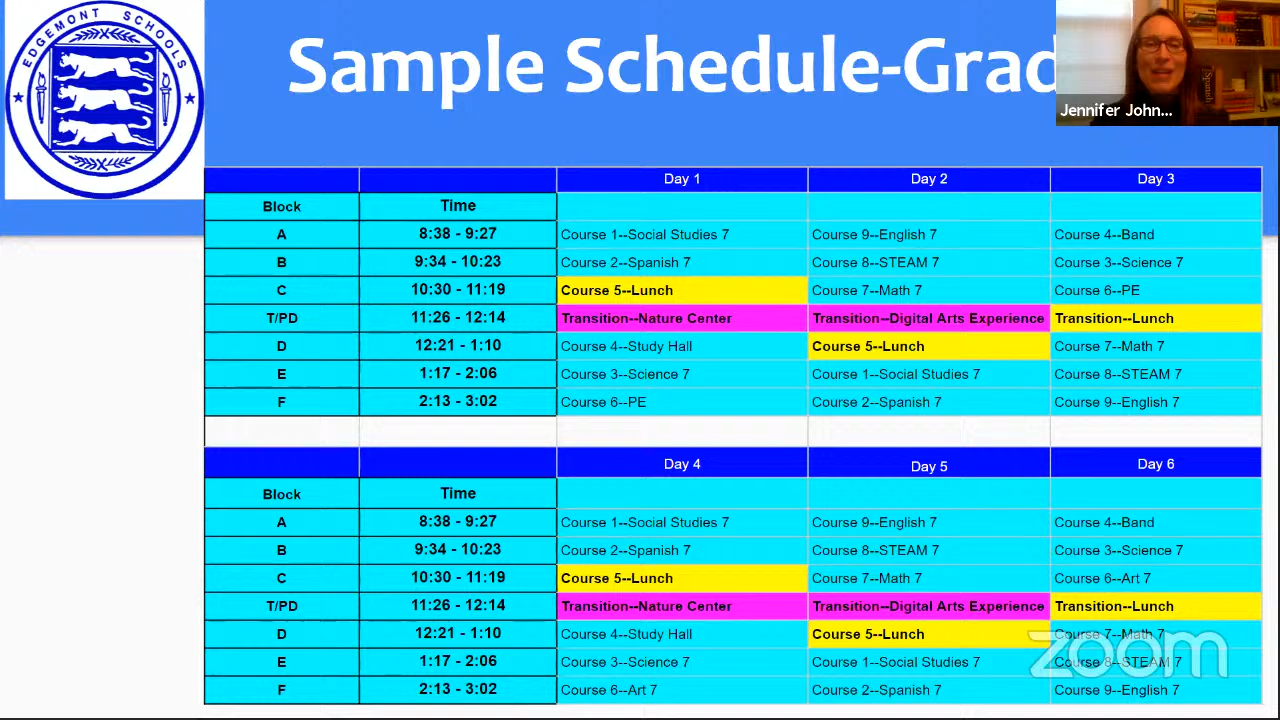 EDGEMONT SCHOOLS
Sample Schedule-Grad
Jennifer John...
Spanish
Day 1 Day 2 Day 3
Block Time
A 8:38 - 9:27 Course 1--Social Studies 7 Course 9--English 7 Course 4--Band
B 9:34 - 10:23 Course 2--Spanish 7 Course 8--STEAM 7 Course 3--Science 7
C 10:30 - 11:19 Course 5--Lunch Course 7--Math 7 Course 6--PE
T/PD 11:26 - 12:14 Transition--Nature Center Transition--Digital Arts Experience Transition--Lunch
D 12:21 - 1:10 Course 4--Study Hall Course 5--Lunch Course 7--Math 7
E 1:17 - 2:06 Course 3--Science 7 Course 1--Social Studies 7 Course 8--STEAM 7
F 2:13 - 3:02 Course 6--PE Course 2--Spanish 7 Course 9--English 7
Day 4 Day 5 Day 6
Block Time
A 8:38 - 9:27 Course 1--Social Studies 7 Course 9--English 7 Course 4--Band
B 9:34 - 10:23 Course 2--Spanish 7 Course 8--STEAM 7 Course 3--Science 7
C 10:30 - 11:19 Course 5--Lunch Course 7--Math 7 Course 6--Art 7
T/PD 11:26 - 12:14 Transition--Nature Center Transition--Digital Arts Experience Transition--Lunch
D 12:21 - 1:10 Course 4--Study Hall Course 5--Lunch Course 7--Math 7
E 1:17 - 2:06 Course 3--Science 7 Course 1--Social Studies 7 Course 8--STEAM 7
F 2:13 - 3:02 Course 6--Art 7 Course 2--Spanish 7 Course 9--English 7
zoom